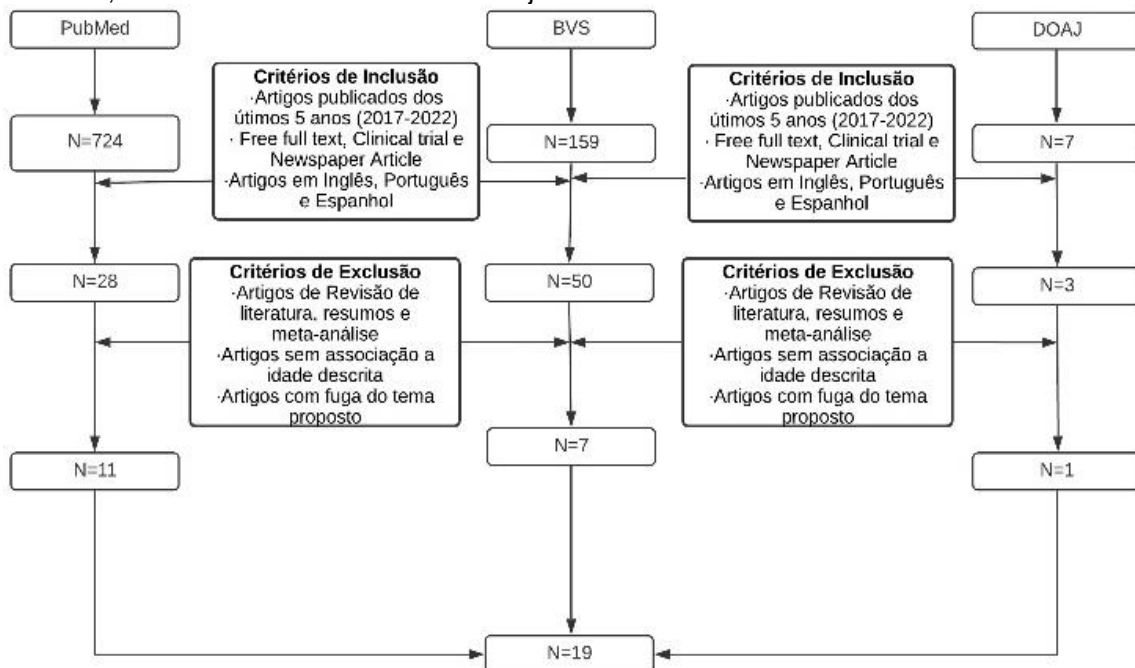 PubMed
BVS
DOAJ
Critérios de Inclusão
·Artigos publicados dos
útimos 5 anos (2017-2022)
· Free full text, Clinical trial e
Newspaper Article
·Artigos em Inglês, Português
e Espanhol
Critérios de Inclusão
·Artigos publicados dos
útimos 5 anos (2017-2022)
· Free full text, Clinical trial e
Newspaper Article
·Artigos em Inglês, Português
e Espanhol
N=724
N=159
N=7
Critérios de Exclusão
·Artigos de Revisão de
literatura, resumos e
meta-análise
·Artigos sem associação a
idade descrita
·Artigos com fuga do tema
proposto
Critérios de Exclusão
·Artigos de Revisão de
literatura, resumos e
meta-análise
·Artigos sem associação a
idade descrita
·Artigos com fuga do tema
proposto
N=28
N=50
N=3
N=11
N=7
N=1
N=19